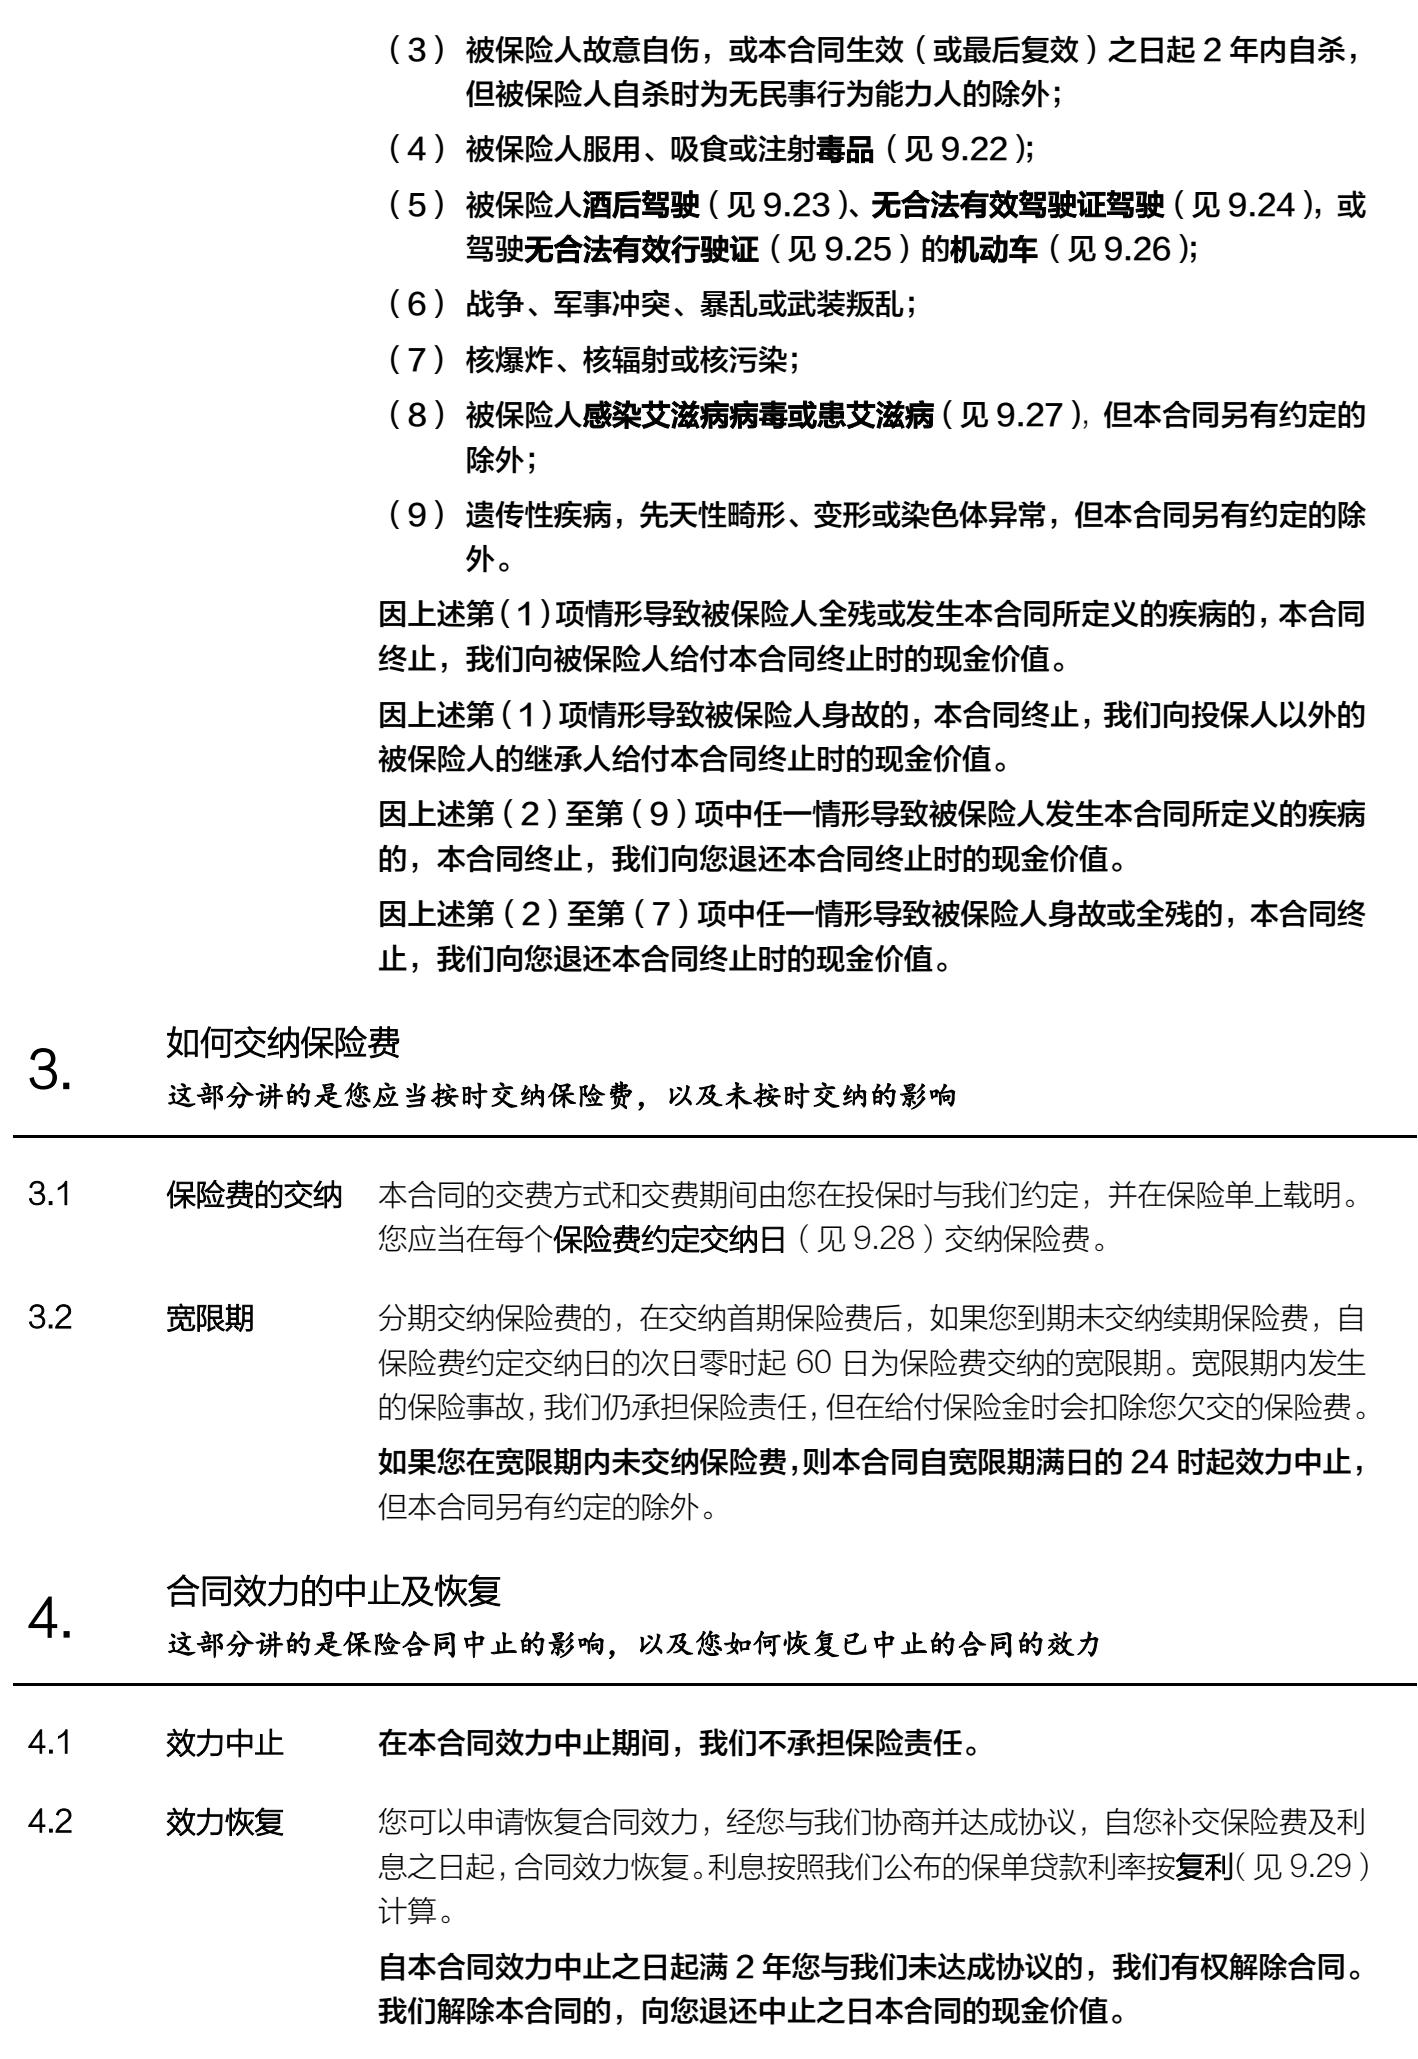 （3） 被保险人故意自伤，或本合同生效（或最后复效）之日起 2 年内自杀，
但被保险人自杀时为无民事行为能力人的除外；
（4） 被保险人服用、吸食或注射毒品（见 9.22）；
（5） 被保险人酒后驾驶（见 9.23）、无合法有效驾驶证驾驶（见 9.24），或
驾驶无合法有效行驶证（见 9.25）的机动车（见 9.26）；
（6） 战争、军事冲突、暴乱或武装叛乱；
（7） 核爆炸、核辐射或核污染；
（8） 被保险人感染艾滋病病毒或患艾滋病（见 9.27），但本合同另有约定的
除外；
（9） 遗传性疾病，先天性畸形、变形或染色体异常，但本合同另有约定的除
外。
因上述第（1）项情形导致被保险人全残或发生本合同所定义的疾病的，本合同
终止，我们向被保险人给付本合同终止时的现金价值。
因上述第（1）项情形导致被保险人身故的，本合同终止，我们向投保人以外的
被保险人的继承人给付本合同终止时的现金价值。
因上述第（2）至第（9）项中任一情形导致被保险人发生本合同所定义的疾病
的，本合同终止，我们向您退还本合同终止时的现金价值。
因上述第（2）至第（7）项中任一情形导致被保险人身故或全残的，本合同终
止，我们向您退还本合同终止时的现金价值。
3. 如何交纳保险费
这部分讲的是您应当按时交纳保险费，以及未按时交纳的影响
3.1 保险费的交纳 本合同的交费方式和交费期间由您在投保时与我们约定，并在保险单上载明。
您应当在每个保险费约定交纳日（见 9.28）交纳保险费。
3.2 宽限期 分期交纳保险费的，在交纳首期保险费后，如果您到期未交纳续期保险费，自
保险费约定交纳日的次日零时起 60 日为保险费交纳的宽限期。宽限期内发生
的保险事故，我们仍承担保险责任，但在给付保险金时会扣除您欠交的保险费。
如果您在宽限期内未交纳保险费，则本合同自宽限期满日的 24 时起效力中止，
但本合同另有约定的除外。
4. 合同效力的中止及恢复
这部分讲的是保险合同中止的影响，以及您如何恢复已中止的合同的效力
4.1 效力中止 在本合同效力中止期间，我们不承担保险责任。
4.2 效力恢复 您可以申请恢复合同效力，经您与我们协商并达成协议，自您补交保险费及利
息之日起，合同效力恢复。利息按照我们公布的保单贷款利率按复利（见 9.29）
计算。
自本合同效力中止之日起满 2 年您与我们未达成协议的，我们有权解除合同。
我们解除本合同的，向您退还中止之日本合同的现金价值。